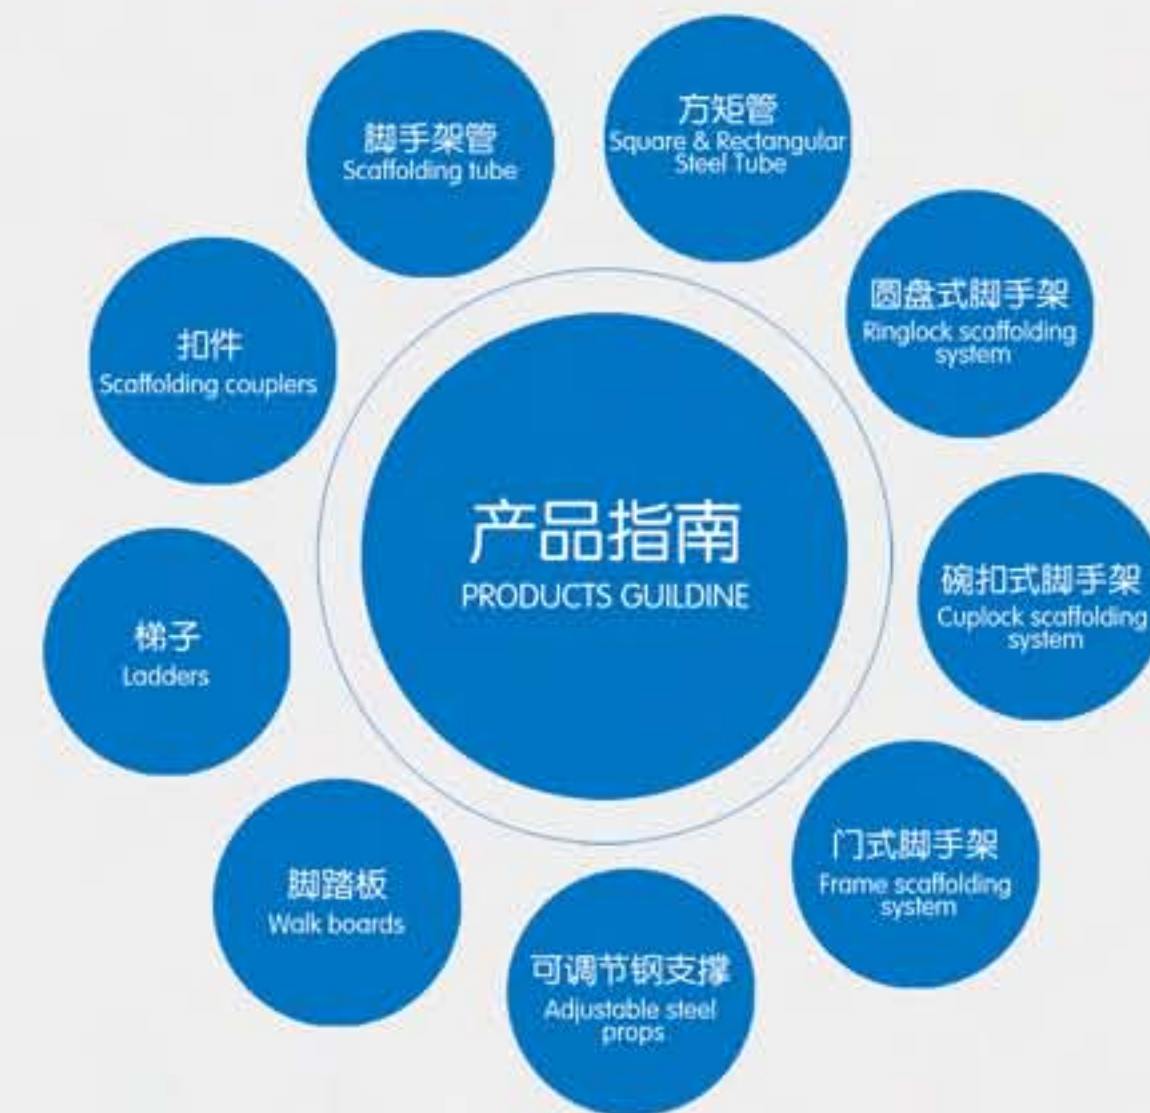 方矩管
Square & Rectangular
Steel Tube
脚手架管
Scaffolding tube
圆盘式脚手架
Ringlock scaffolding
system
扣件
Scaffolding couplers
产品指南
PRODUCTS GUILDINE
碗扣式脚手架
Cuplock scaffolding
system
梯子
Ladders
门式脚手架
Frame scaffolding
system
脚踏板
Walk boards
可调节钢支撑
Adjustable steel
props